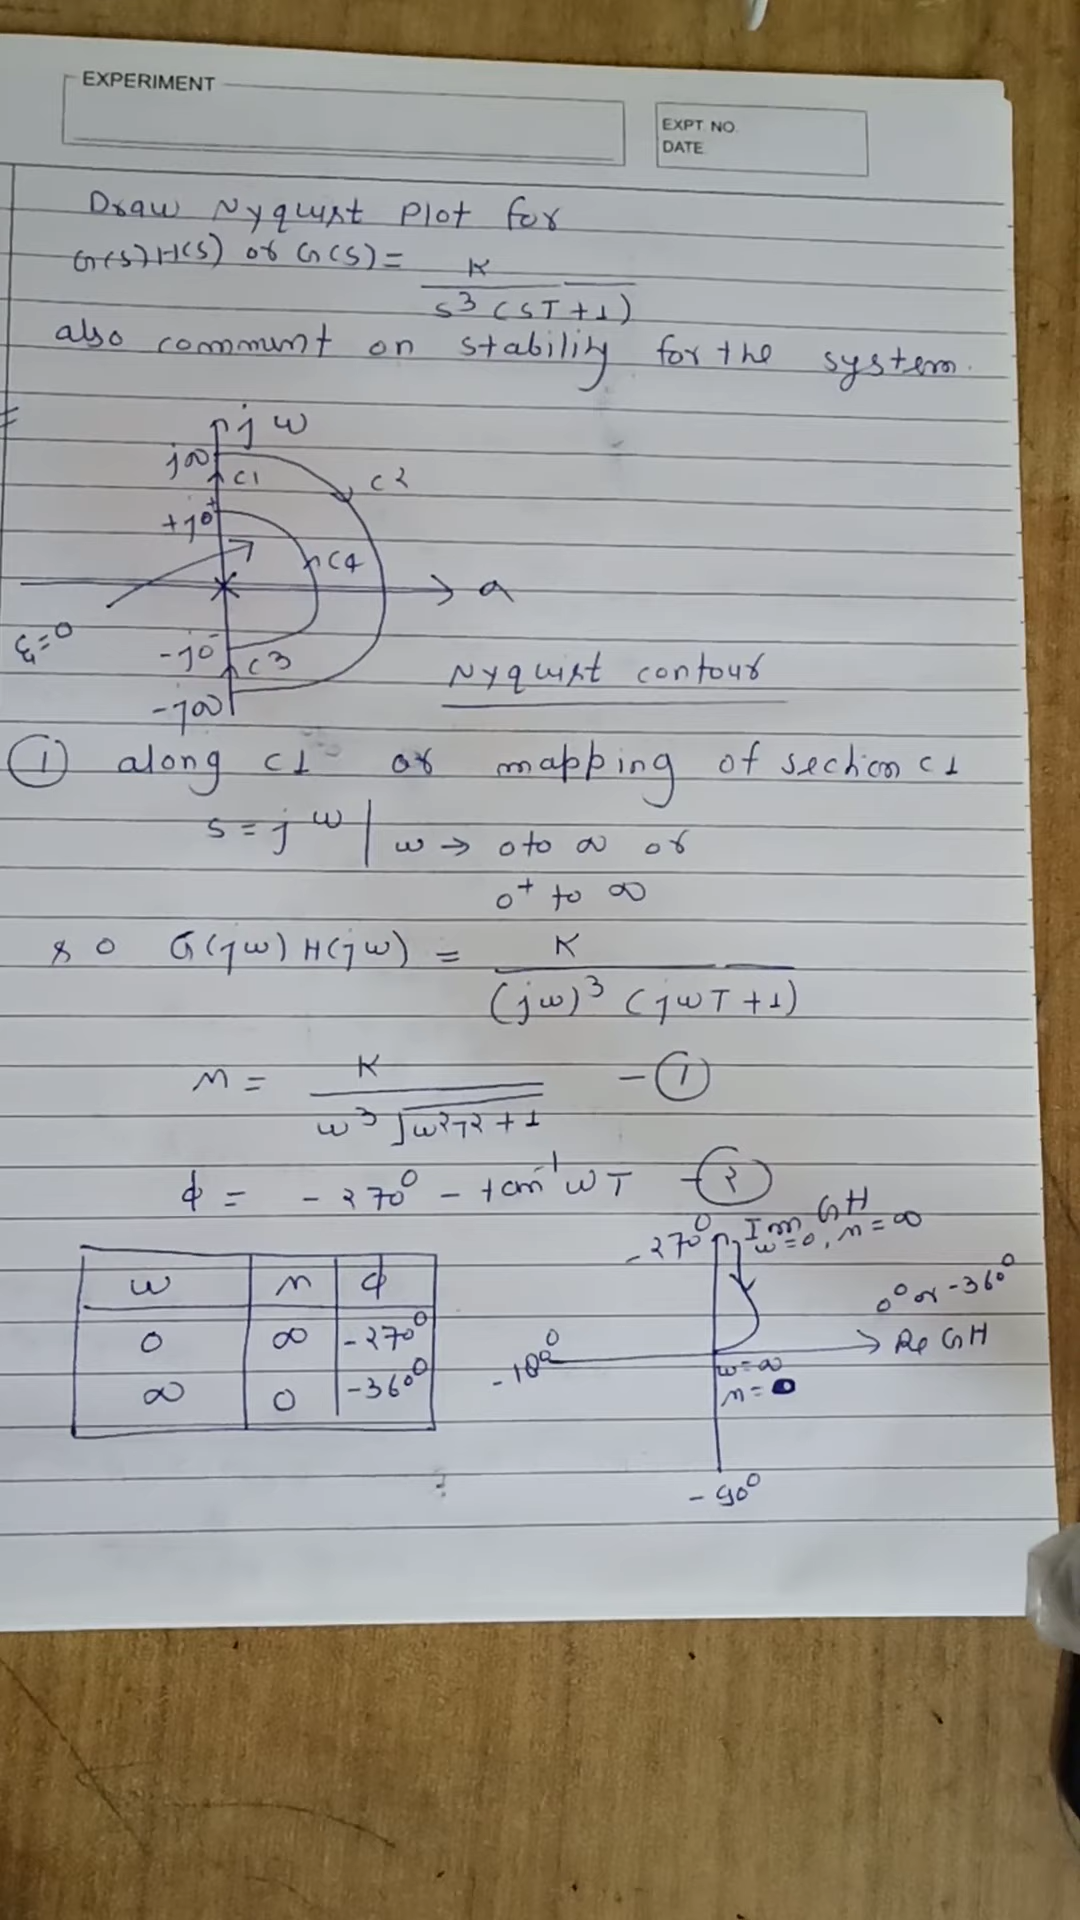 EXPERIMENT
EXPT. NO.
DATE
Draw Nyquist Plot for
G(s)H(s) or G(s) = K / s³(sT+1)
also comment on stability for the system.
jω
j∞
C1
C2
+j0⁺
C4
σ
ε=0
-j0⁻
C3
-j∞
Nyquist contour
① along C1 or mapping of section C1
s = jω | ω → 0 to ∞ or
0⁺ to ∞
so G(jω) H(jω) = K / (jω)³ (jωT+1)
M = K / ω³ √ω²T²+1 - ①
ϕ = -270° - tan⁻¹ ωT - ②
-270° Im GH
ω=0, M=∞
ω M ϕ
0 ∞ -270°
∞ 0 -360°
0° or -360°
Re GH
-180°
ω=∞
M=0
-90°